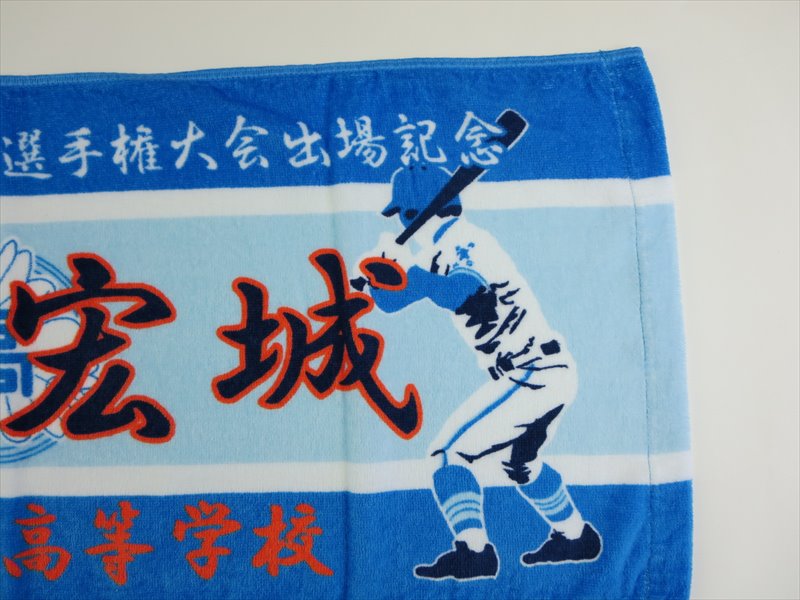 選手権大会出場記念
宏城
高等学校